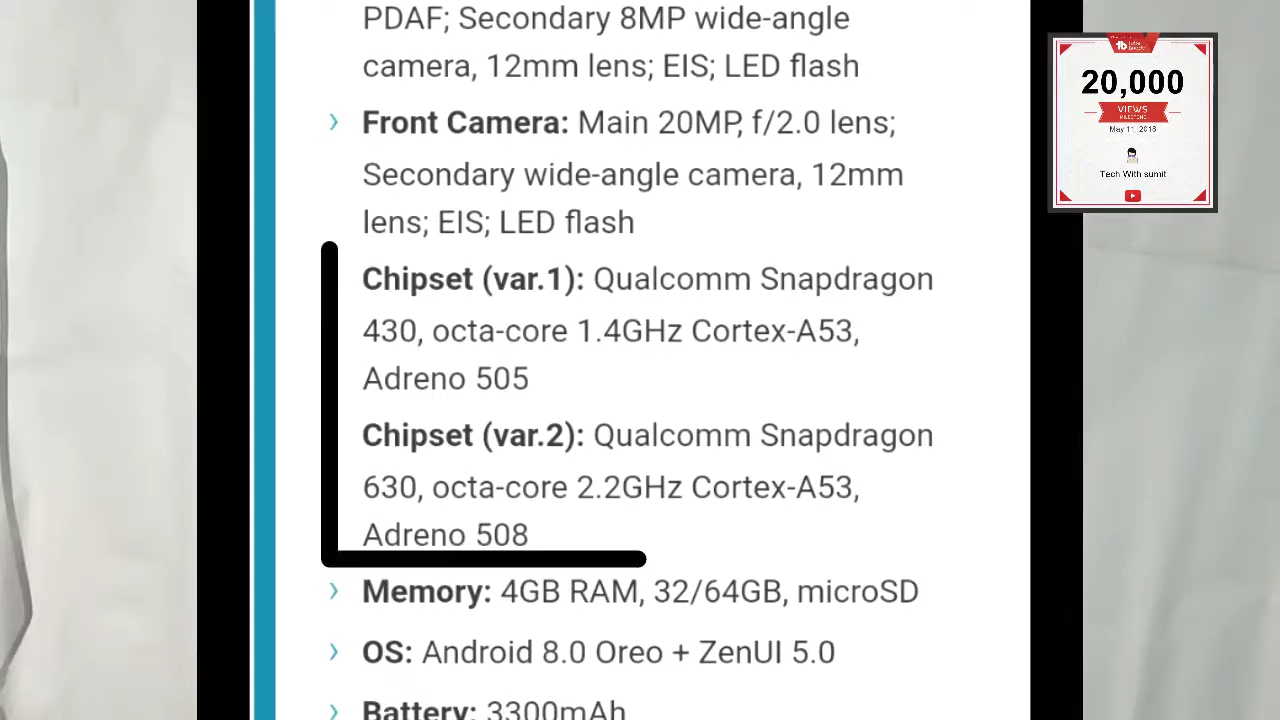 PDAF; Secondary 8MP wide-angle
camera, 12mm lens; EIS; LED flash
Front Camera: Main 20MP, f/2.0 lens;
Secondary wide-angle camera, 12mm
lens; EIS; LED flash
Chipset (var.1): Qualcomm Snapdragon
430, octa-core 1.4GHz Cortex-A53,
Adreno 505
Chipset (var.2): Qualcomm Snapdragon
630, octa-core 2.2GHz Cortex-A53,
Adreno 508
Memory: 4GB RAM, 32/64GB, microSD
OS: Android 8.0 Oreo + ZenUI 5.0
Battery: 3300mAh
20,000
VIEWS
MILESTONE
May 11, 2018
Tech With sumit